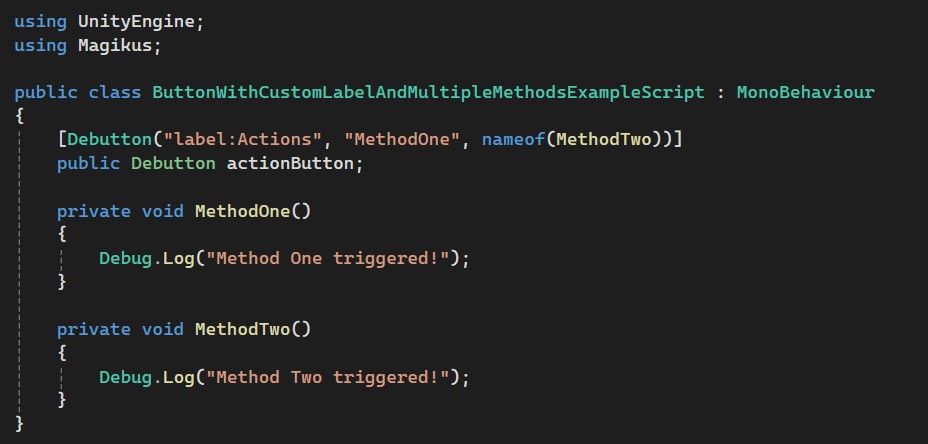 using UnityEngine;
using Magikus;
public class ButtonWithCustomLabelAndMultipleMethodsExampleScript : MonoBehaviour
{
[Debutton("label:Actions", "MethodOne", nameof(MethodTwo))]
public Debutton actionButton;
private void MethodOne()
{
Debug.Log("Method One triggered!");
}
private void MethodTwo()
{
Debug.Log("Method Two triggered!");
}
}